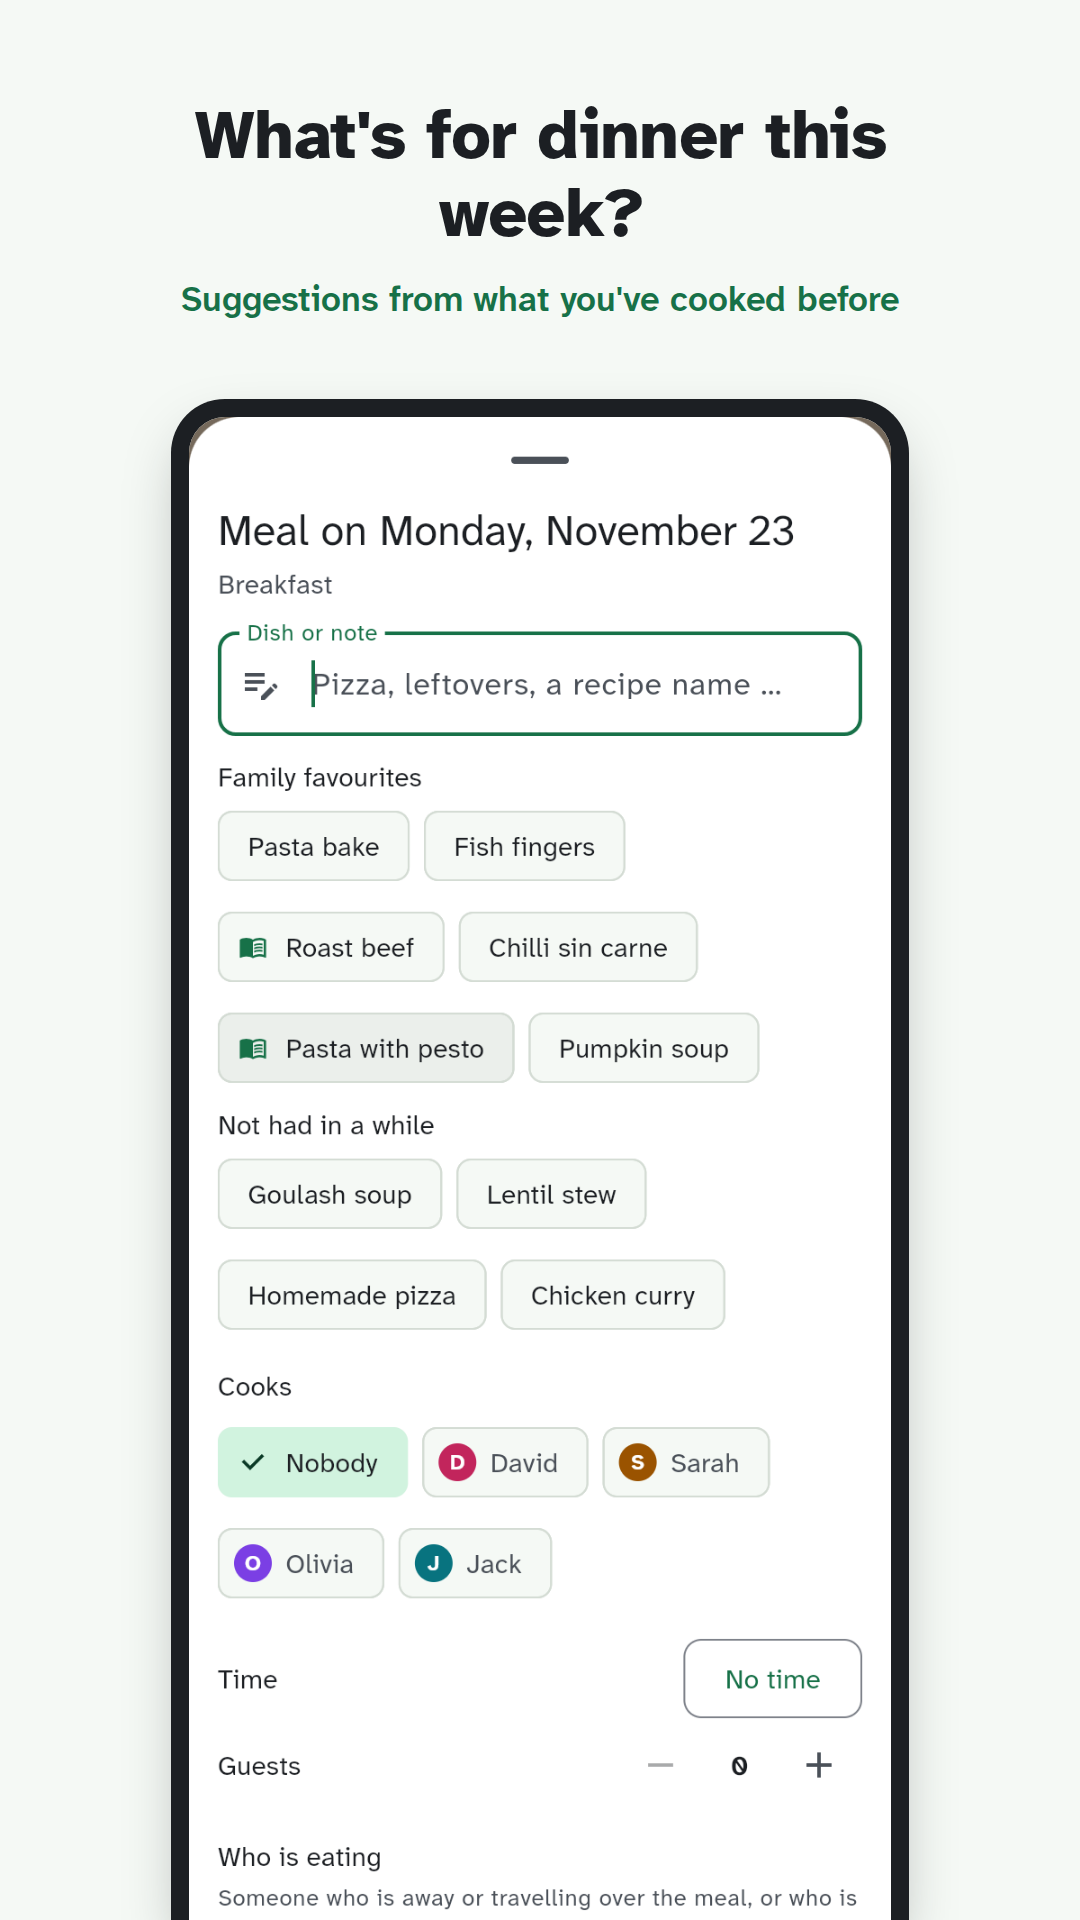 What's for dinner this
week?
Suggestions from what you've cooked before
Meal on Monday, November 23
Breakfast
Dish or note
Pizza, leftovers, a recipe name ...
Family favourites
Pasta bake
Fish fingers
Roast beef
Chilli sin carne
Pasta with pesto
Pumpkin soup
Not had in a while
Goulash soup
Lentil stew
Homemade pizza
Chicken curry
Cooks
Nobody
D David
S Sarah
O Olivia
J Jack
Time
No time
Guests
0
Who is eating
Someone who is away or travelling over the meal, or who is